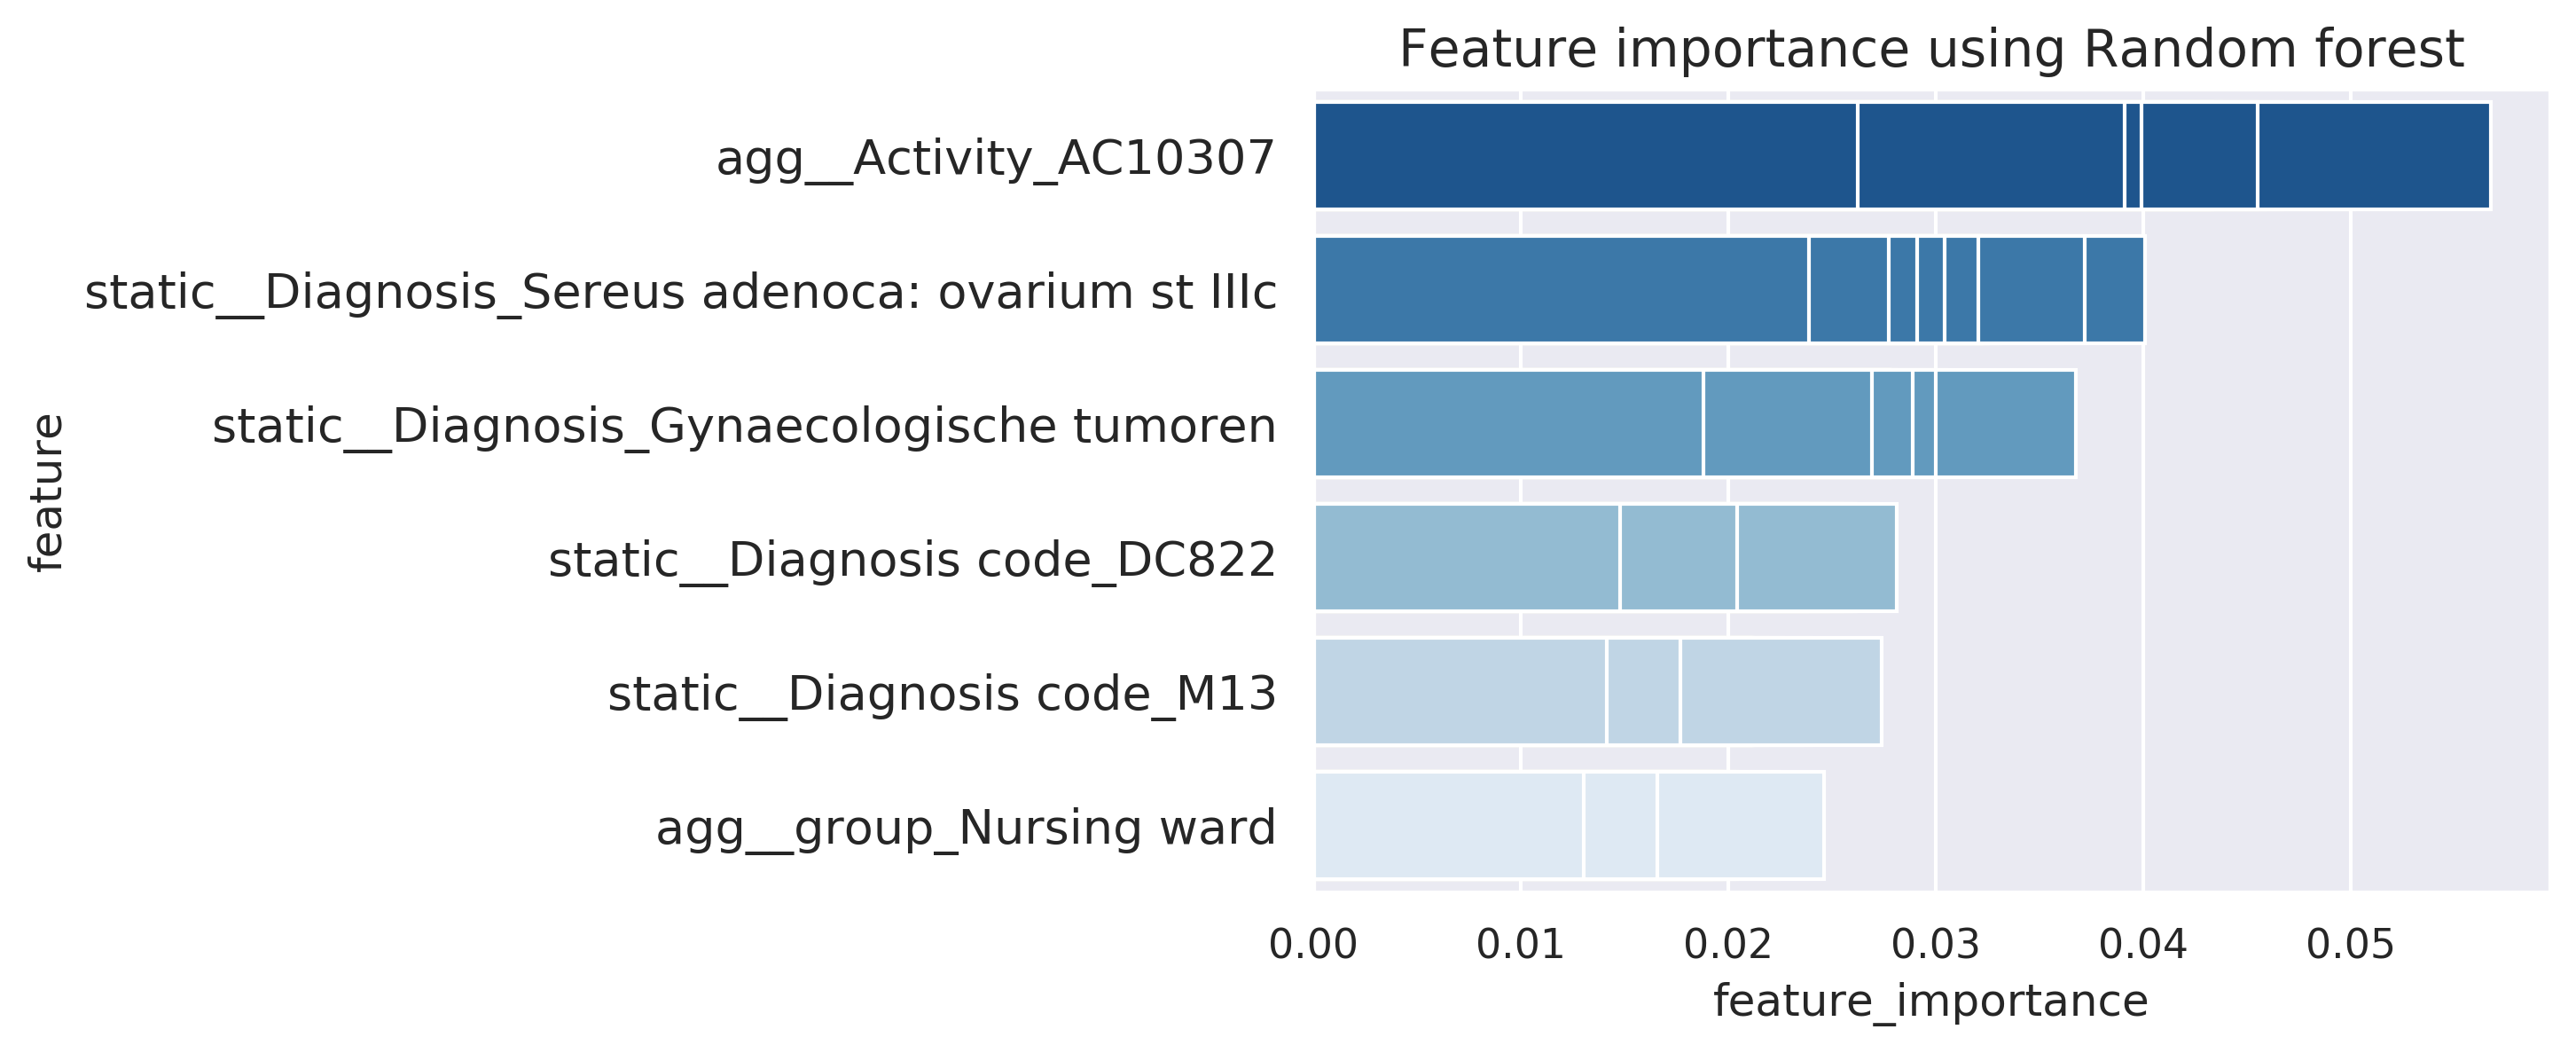 Feature importance using Random forest
agg__Activity_AC10307
static__Diagnosis_Sereus adenoca: ovarium st IIIc
static__Diagnosis_Gynaecologische tumoren
static__Diagnosis code_DC822
static__Diagnosis code_M13
agg__group_Nursing ward
feature
0.00 0.01 0.02 0.03 0.04 0.05
feature_importance